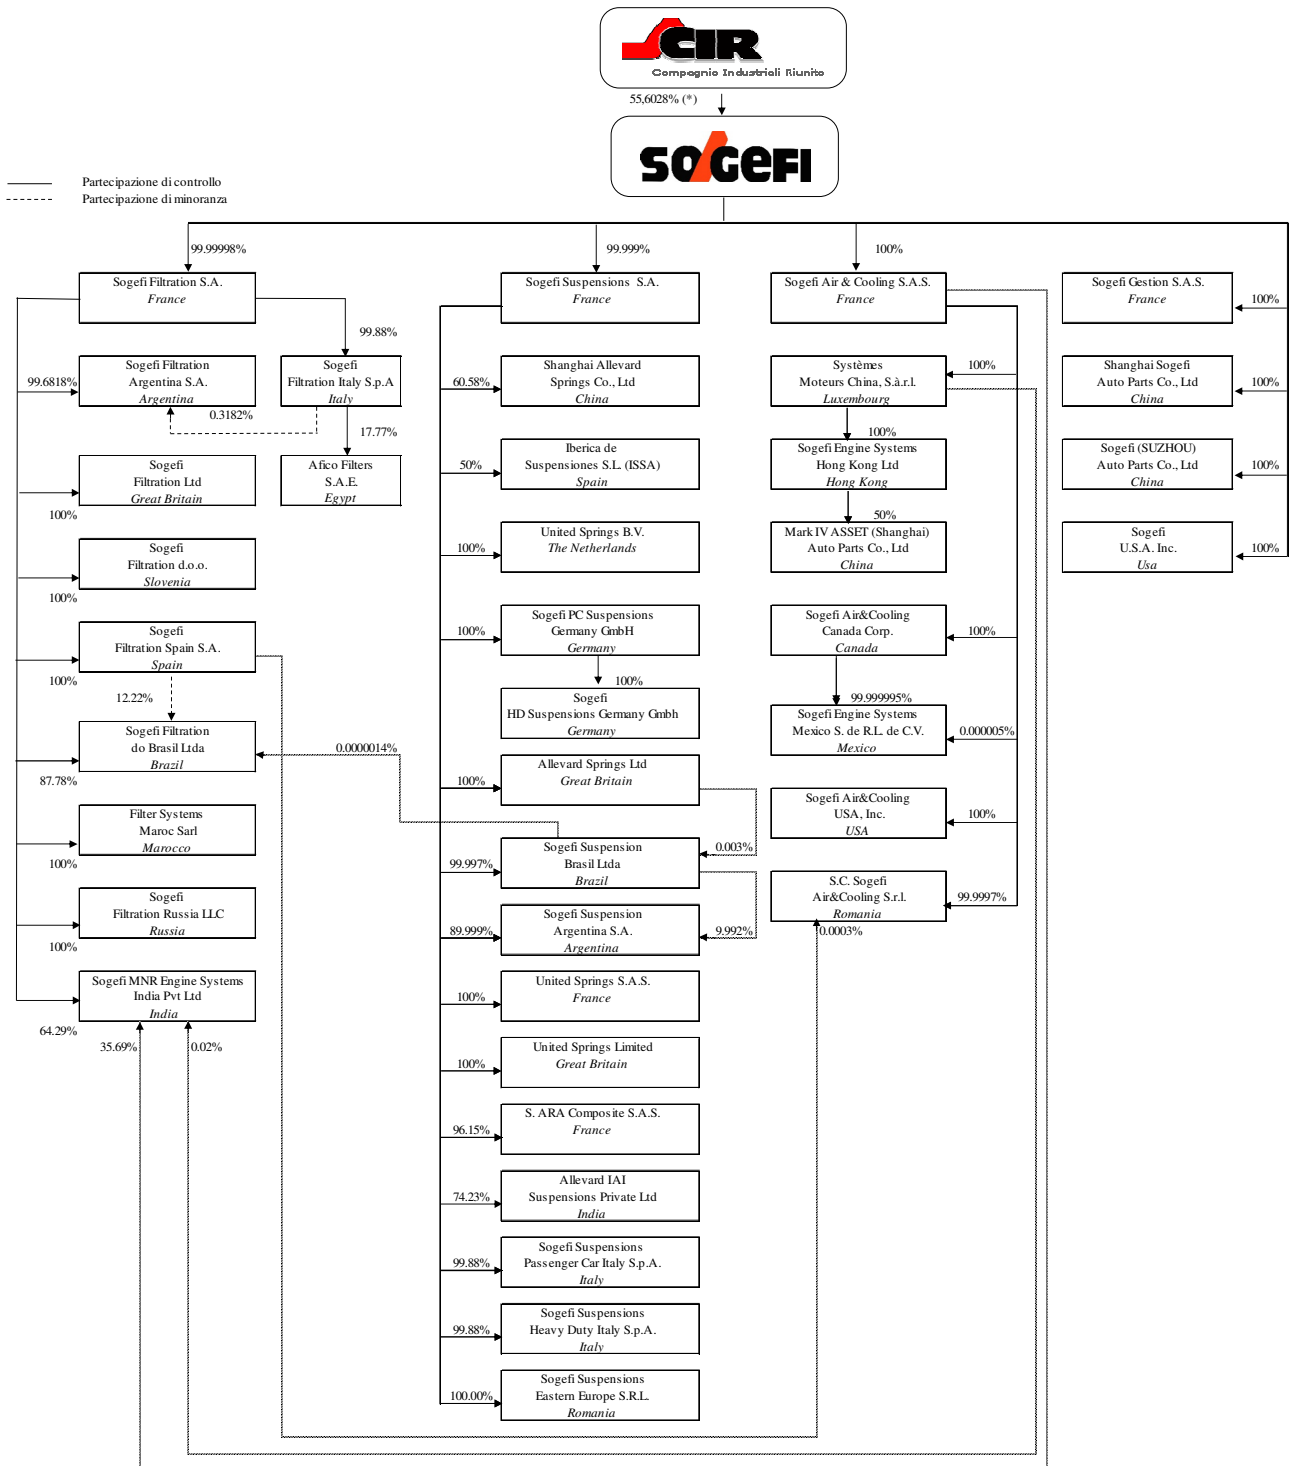 CIR
Compagnie Industriali Riunite
55,6028% (*)
SOGEFI
Partecipazione di controllo
Partecipazione di minoranza
99.99998%
99.999%
100%
Sogefi Filtration S.A.
France
Sogefi Suspensions S.A.
France
Sogefi Air & Cooling S.A.S.
France
Sogefi Gestion S.A.S.
France
100%
99.88%
99.6818%
Sogefi Filtration
Argentina S.A.
Argentina
Sogefi
Filtration Italy S.p.A
Italy
0.3182%
17.77%
60.58%
Shanghai Allevard
Springs Co., Ltd
China
Systèmes
Moteurs China, S.à.r.l.
Luxembourg
100%
100%
Shanghai Sogefi
Auto Parts Co., Ltd
China
100%
Sogefi
Filtration Ltd
Great Britain
100%
Afico Filters
S.A.E.
Egypt
50%
Iberica de
Suspensiones S.L. (ISSA)
Spain
Sogefi Engine Systems
Hong Kong Ltd
Hong Kong
50%
Sogefi (SUZHOU)
Auto Parts Co., Ltd
China
100%
Sogefi
Filtration d.o.o.
Slovenia
100%
100%
United Springs B.V.
The Netherlands
Mark IV ASSET (Shanghai)
Auto Parts Co., Ltd
China
Sogefi
U.S.A. Inc.
Usa
100%
Sogefi
Filtration Spain S.A.
Spain
100%
12.22%
100%
Sogefi PC Suspensions
Germany GmbH
Germany
100%
Sogefi Air&Cooling
Canada Corp.
Canada
100%
99.999995%
Sogefi
HD Suspensions Germany Gmbh
Germany
Sogefi Engine Systems
Mexico S. de R.L. de C.V.
Mexico
0.000005%
Sogefi Filtration
do Brasil Ltda
Brazil
87.78%
0.0000014%
100%
Allevard Springs Ltd
Great Britain
Sogefi Air&Cooling
USA, Inc.
USA
100%
Filter Systems
Maroc Sarl
Marocco
100%
99.997%
Sogefi Suspension
Brasil Ltda
Brazil
0.003%
S.C. Sogefi
Air&Cooling S.r.l.
Romania
99.9997%
0.0003%
Sogefi
Filtration Russia LLC
Russia
100%
89.999%
Sogefi Suspension
Argentina S.A.
Argentina
9.992%
Sogefi MNR Engine Systems
India Pvt Ltd
India
64.29%
35.69%
0.02%
100%
United Springs S.A.S.
France
100%
United Springs Limited
Great Britain
96.15%
S. ARA Composite S.A.S.
France
74.23%
Allevard IAI
Suspensions Private Ltd
India
99.88%
Sogefi Suspensions
Passenger Car Italy S.p.A.
Italy
99.88%
Sogefi Suspensions
Heavy Duty Italy S.p.A.
Italy
100.00%
Sogefi Suspensions
Eastern Europe S.R.L.
Romania